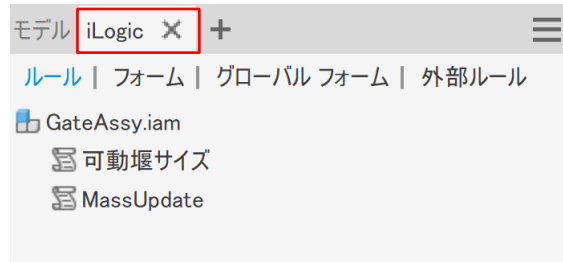 モデル iLogic
ルール | フォーム | グローバル フォーム | 外部ルール
GateAssy.iam
可動堰サイズ
MassUpdate